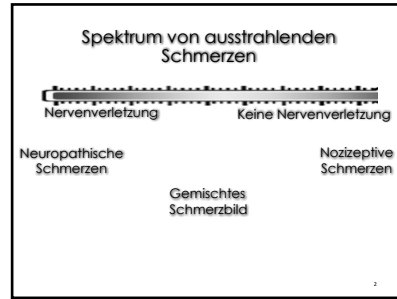 Spektrum von ausstrahlenden
Schmerzen
Nervenverletzung
Keine Nervenverletzung
Neuropathische
Schmerzen
Nozizeptive
Schmerzen
Gemischtes
Schmerzbild
2